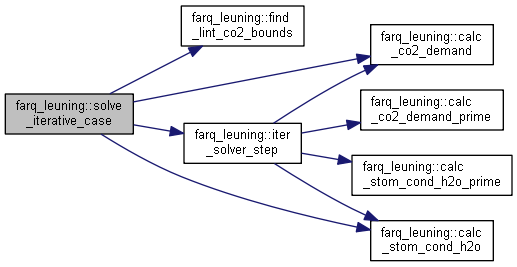 farq_leuning::find
_lint_co2_bounds
farq_leuning::calc
_co2_demand
farq_leuning::solve
_iterative_case
farq_leuning::iter
_solver_step
farq_leuning::calc
_co2_demand_prime
farq_leuning::calc
_stom_cond_h2o_prime
farq_leuning::calc
_stom_cond_h2o